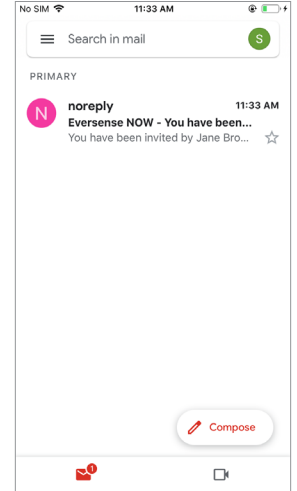 No SIM 11:33 AM
Search in mail S
PRIMARY
N noreply 11:33 AM
Eversense NOW - You have been...
You have been invited by Jane Bro...
Compose
1